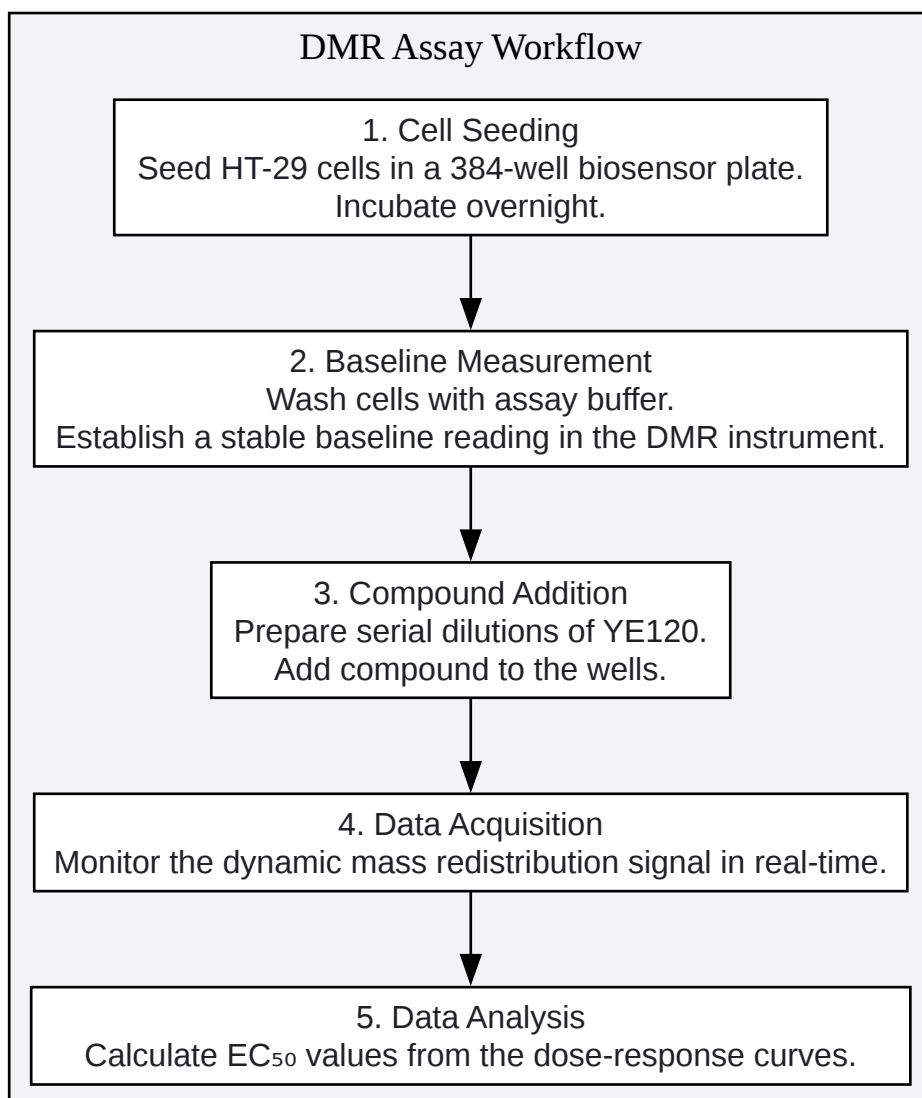 DMR Assay Workflow
1. Cell Seeding
Seed HT-29 cells in a 384-well biosensor plate.
Incubate overnight.
2. Baseline Measurement
Wash cells with assay buffer.
Establish a stable baseline reading in the DMR instrument.
3. Compound Addition
Prepare serial dilutions of YE120.
Add compound to the wells.
4. Data Acquisition
Monitor the dynamic mass redistribution signal in real-time.
5. Data Analysis
Calculate EC₅₀ values from the dose-response curves.